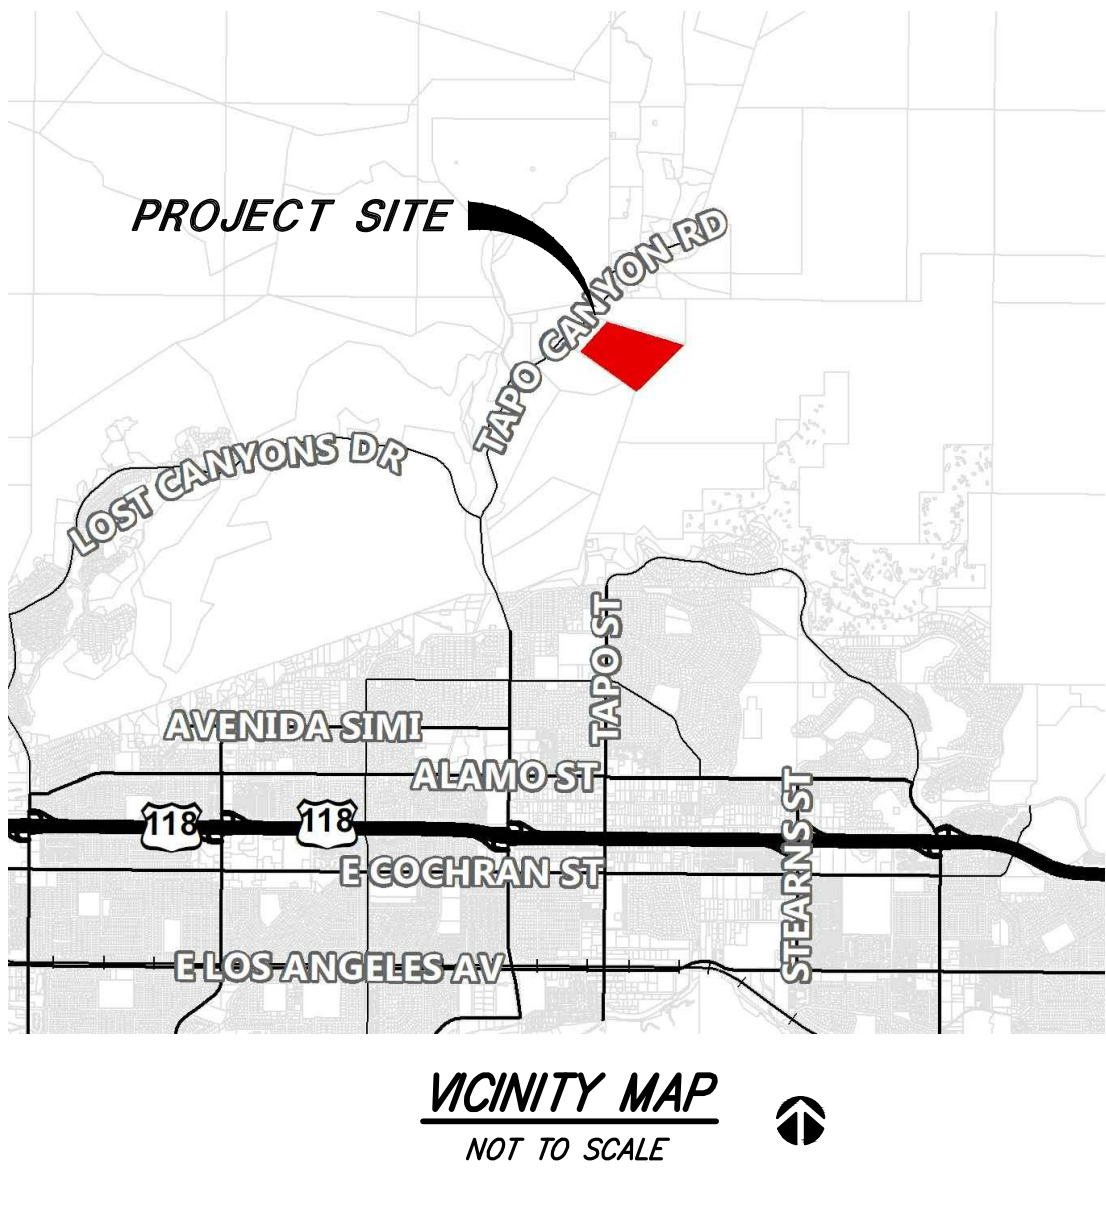 PROJECT SITE
TAPO CANYON RD
LOST CANYONS DR
TAPO ST
AVENIDA SIMI
ALAMO ST
118
118
STEARNS ST
E COCHRAN ST
E LOS ANGELES AV
VICINITY MAP
NOT TO SCALE